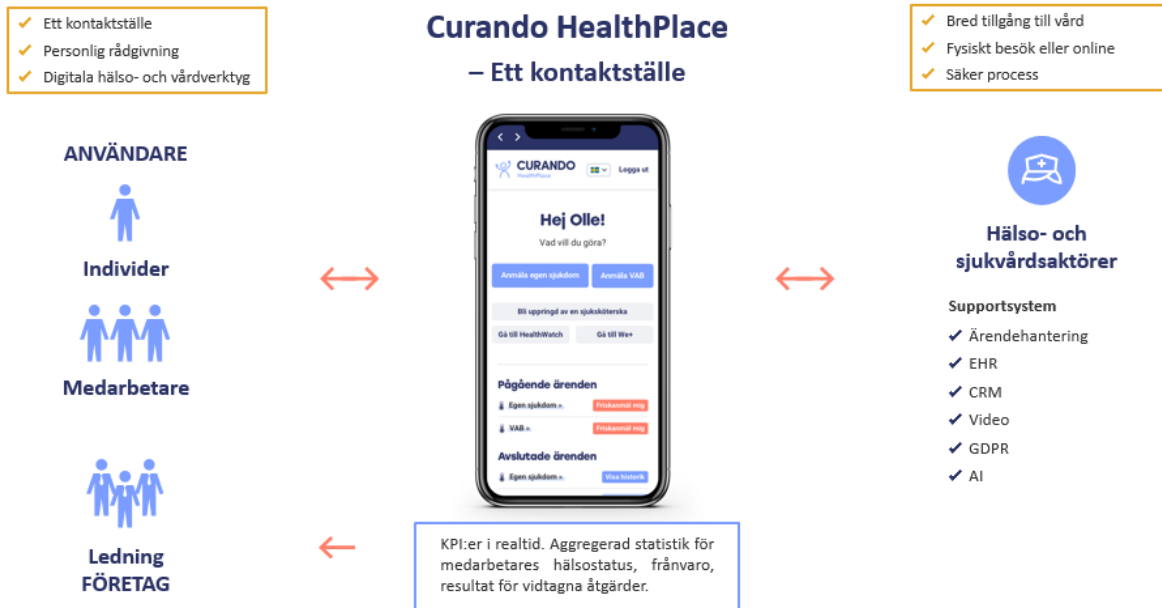 Ett kontaktställe
Personlig rådgivning
Digitala hälso- och vårdverktyg
Curando HealthPlace
– Ett kontaktställe
Bred tillgång till vård
Fysiskt besök eller online
Säker process
ANVÄNDARE
Individer
Medarbetare
Ledning
FÖRETAG
CURANDO
HealthPlace
Logga ut
Hej Olle!
Vad vill du göra?
Anmäla egen sjukdom
Anmäla VAB
Bli uppringd av en sjuksköterska
Gå till HealthWatch
Gå till We+
Pågående ärenden
Egen sjukdom »
Friskanmäl mig
VAB »
Friskanmäl mig
Avslutade ärenden
Egen sjukdom »
Visa historik
KPI:er i realtid. Aggregerad statistik för
medarbetares hälsostatus, frånvaro,
resultat för vidtagna åtgärder.
Hälso- och
sjukvårdsaktörer
Supportsystem
Ärendehantering
EHR
CRM
Video
GDPR
AI